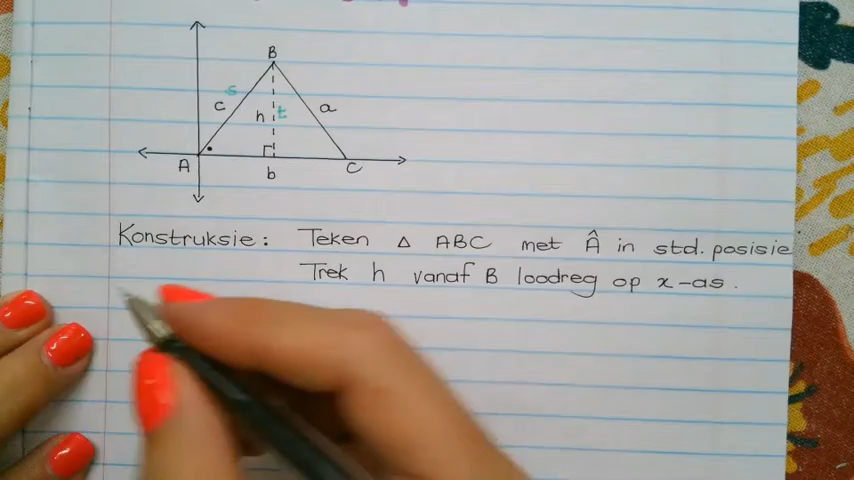 B
s
c
h
t
a
A
b
C
Konstruksie: Teken △ ABC met Â in std. posisie
Trek h vanaf B loodreg op x-as.